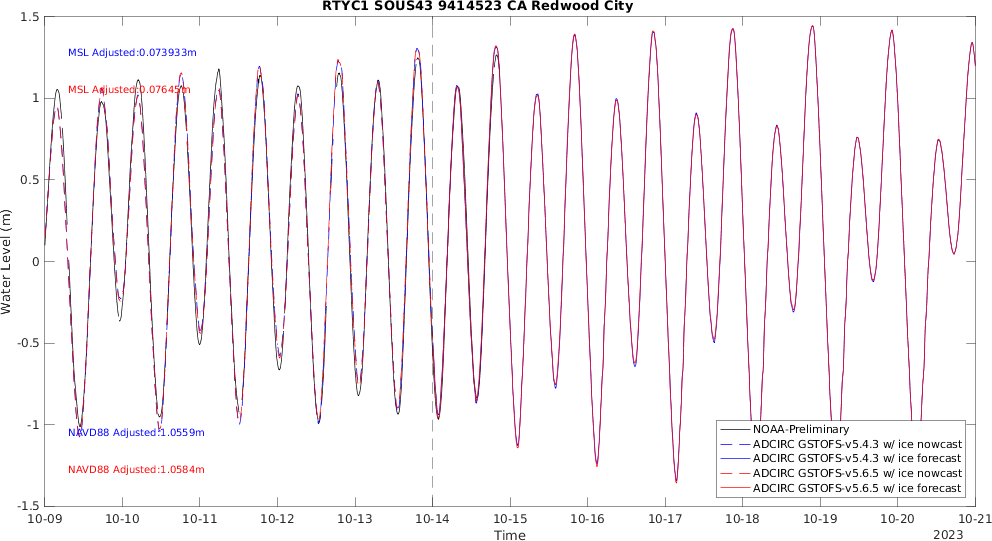 RTYC1 SOUS43 9414523 CA Redwood City
1.5
1
0.5
0
-0.5
-1
-1.5
Water Level (m)
MSL Adjusted:0.073933m
MSL Adjusted:0.07645m
NAVD88 Adjusted:1.0559m
NAVD88 Adjusted:1.0584m
NOAA-Preliminary
ADCIRC GSTOFS-v5.4.3 w/ ice nowcast
ADCIRC GSTOFS-v5.4.3 w/ ice forecast
ADCIRC GSTOFS-v5.6.5 w/ ice nowcast
ADCIRC GSTOFS-v5.6.5 w/ ice forecast
10-09 10-10 10-11 10-12 10-13 10-14 10-15 10-16 10-17 10-18 10-19 10-20 10-21
Time
2023